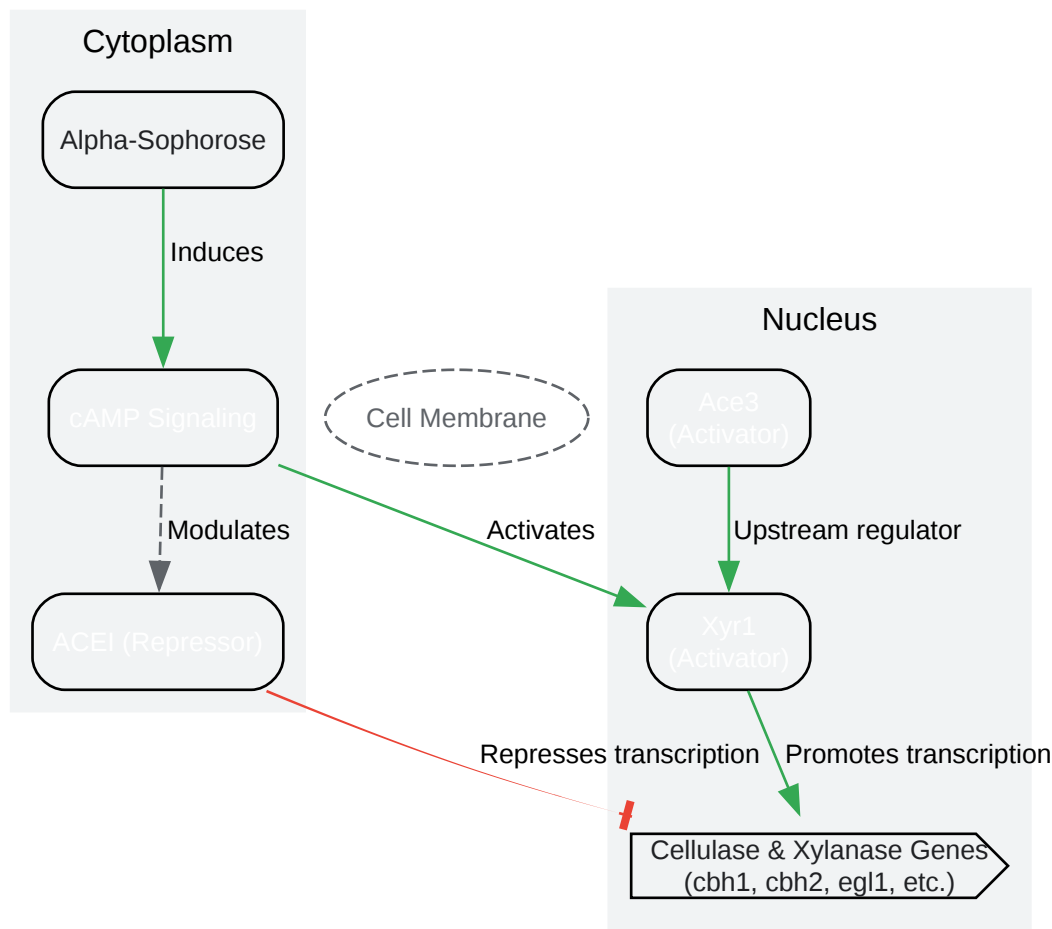 Cytoplasm
Alpha-Sophorose
Induces
Nucleus
cAMP Signaling
Cell Membrane
Ace3
(Activator)
Modulates
Activates
Upstream regulator
ACEI (Repressor)
Xyr1
(Activator)
Represses transcription
Promotes transcription
Cellulase & Xylanase Genes
(cbh1, cbh2, egl1, etc.)